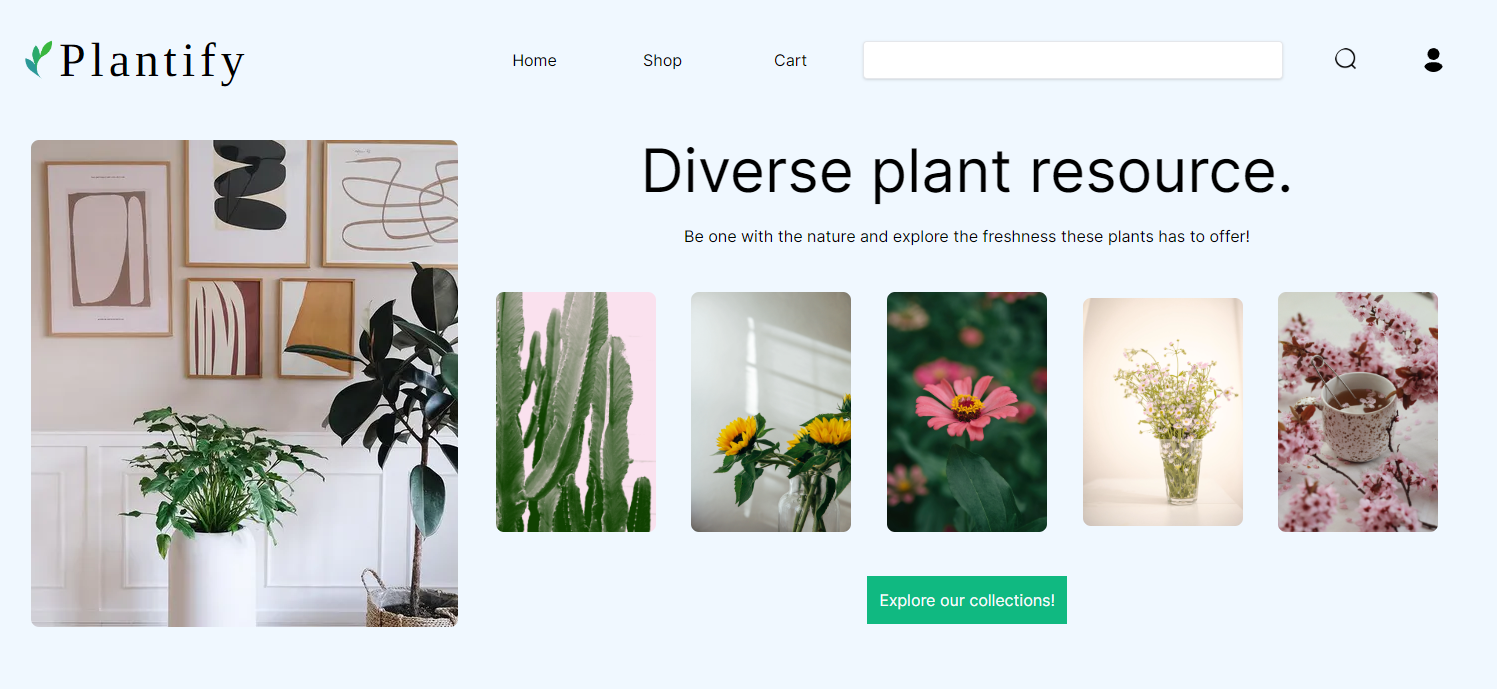 Plantify
Home
Shop
Cart
Diverse plant resource.
Be one with the nature and explore the freshness these plants has to offer!
Explore our collections!